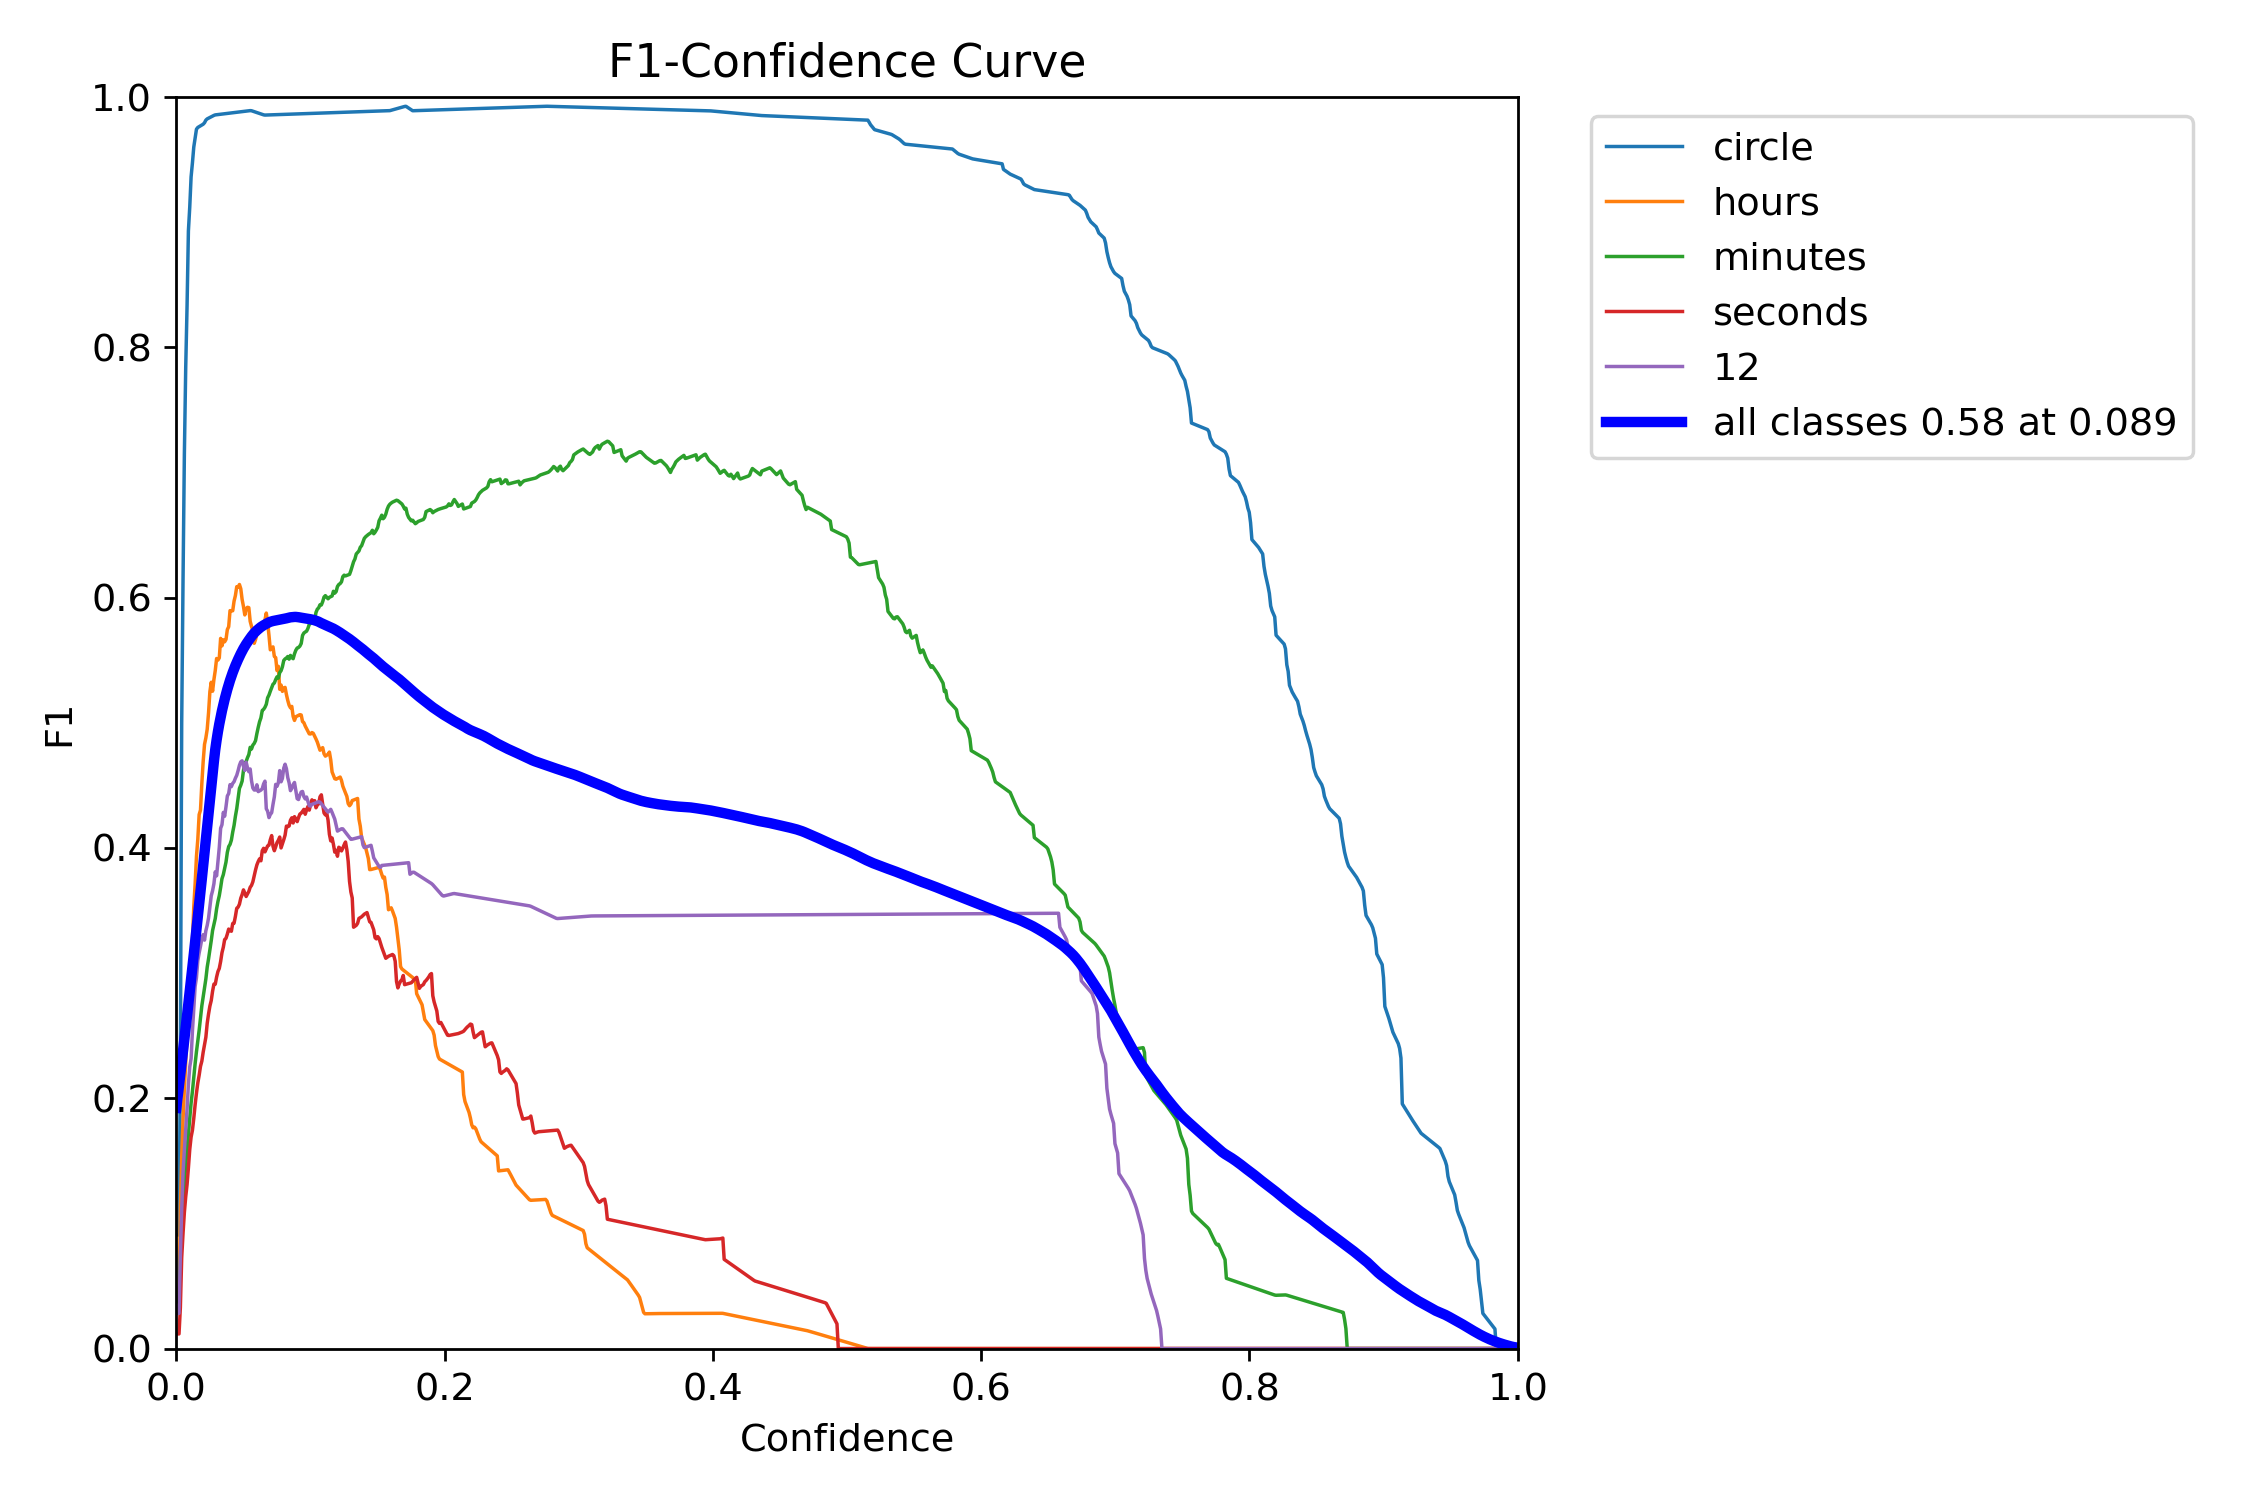 F1-Confidence Curve
1.0
0.8
0.6
0.4
0.2
0.0
F1
0.0 0.2 0.4 0.6 0.8 1.0
Confidence
circle
hours
minutes
seconds
12
all classes 0.58 at 0.089